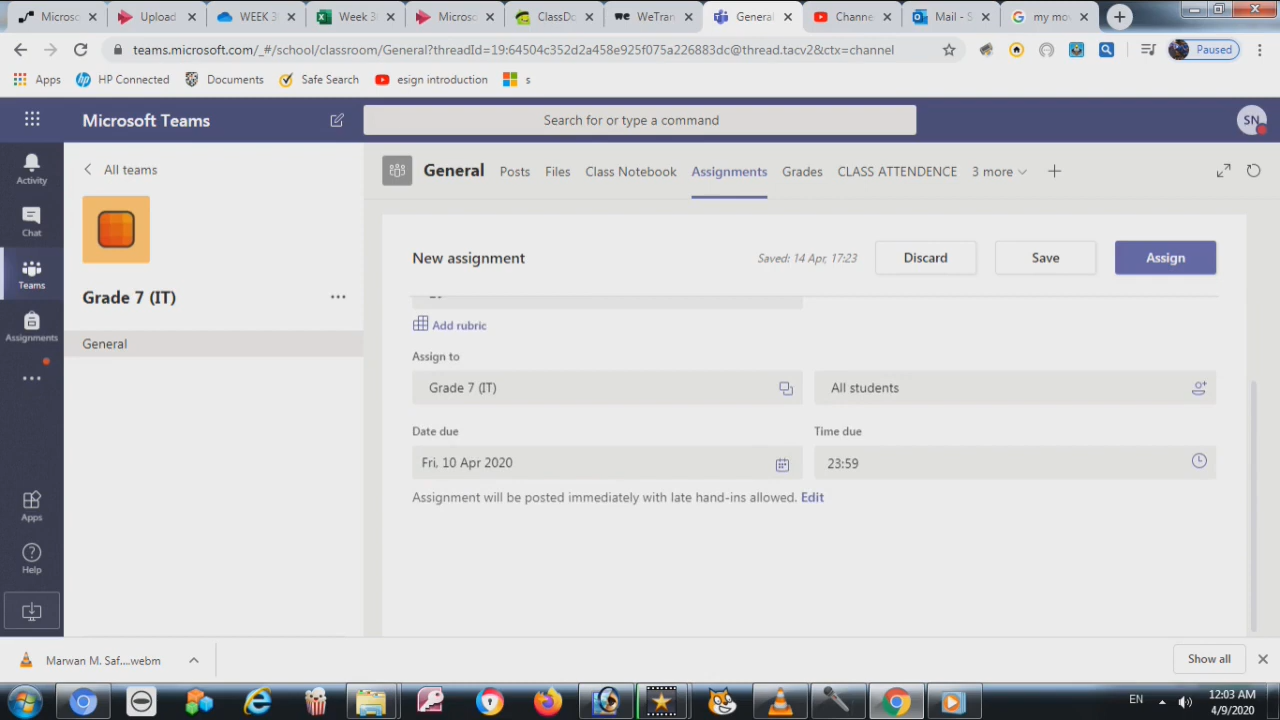 Microso
Upload
WEEK 3
Week 3
Microso
ClassDo
WeTran
General
Channe
Mail - S
my mov
teams.microsoft.com/_#/school/classroom/General?threadId=19:64504c352d2a458e925f075a226883dc@thread.tacv2&ctx=channel
Paused
Apps
HP Connected
Documents
Safe Search
esign introduction
s
Microsoft Teams
Search for or type a command
SN
Activity
Chat
Teams
Assignments
Apps
Help
All teams
Grade 7 (IT)
General
General
Posts
Files
Class Notebook
Assignments
Grades
CLASS ATTENDENCE
3 more
New assignment
Saved: 14 Apr, 17:23
Discard
Save
Assign
Add rubric
Assign to
Grade 7 (IT)
All students
Date due
Time due
Fri, 10 Apr 2020
23:59
Assignment will be posted immediately with late hand-ins allowed. Edit
Marwan M. Saf....webm
Show all
EN
12:03 AM
4/9/2020